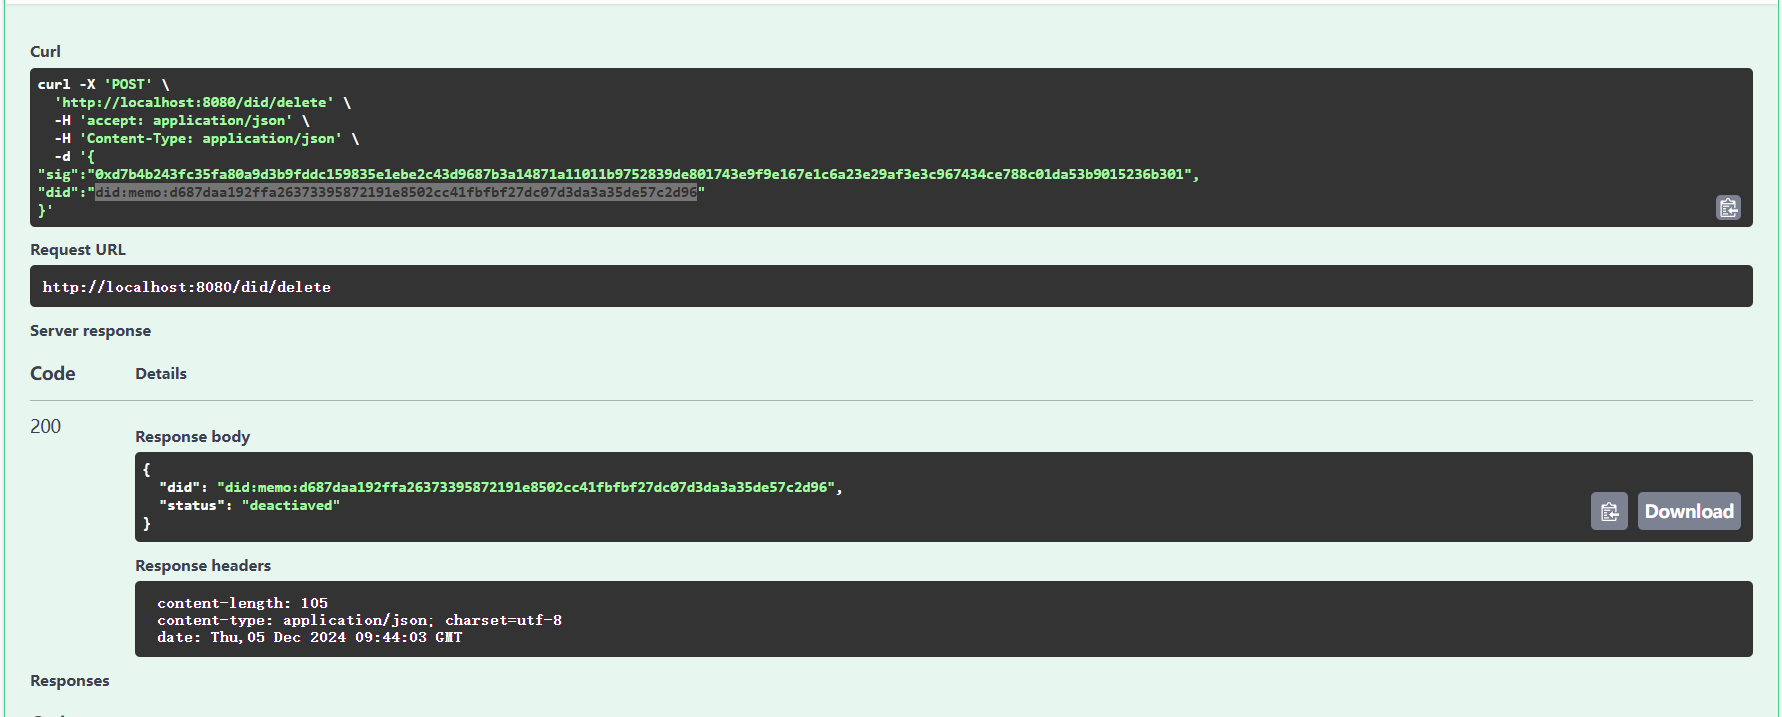 Curl
curl -X 'POST' \
'http://localhost:8080/did/delete' \
-H 'accept: application/json' \
-H 'Content-Type: application/json' \
-d '{
"sig":"0xd7b4b243fc35fa80a9d3b9fddc159835e1ebe2c43d9687b3a14871a11011b9752839de801743e9f9e167e1c6a23e29af3e3c967434ce788c01da53b9015236b301",
"did":"did:memo:d687daa192ffa26373395872191e8502cc41fbfbf27dc07d3da3a35de57c2d96"
}'
Request URL
http://localhost:8080/did/delete
Server response
Code Details
200
Response body
{
"did": "did:memo:d687daa192ffa26373395872191e8502cc41fbfbf27dc07d3da3a35de57c2d96",
"status": "deactiaved"
}
Download
Response headers
content-length: 105
content-type: application/json; charset=utf-8
date: Thu,05 Dec 2024 09:44:03 GMT
Responses